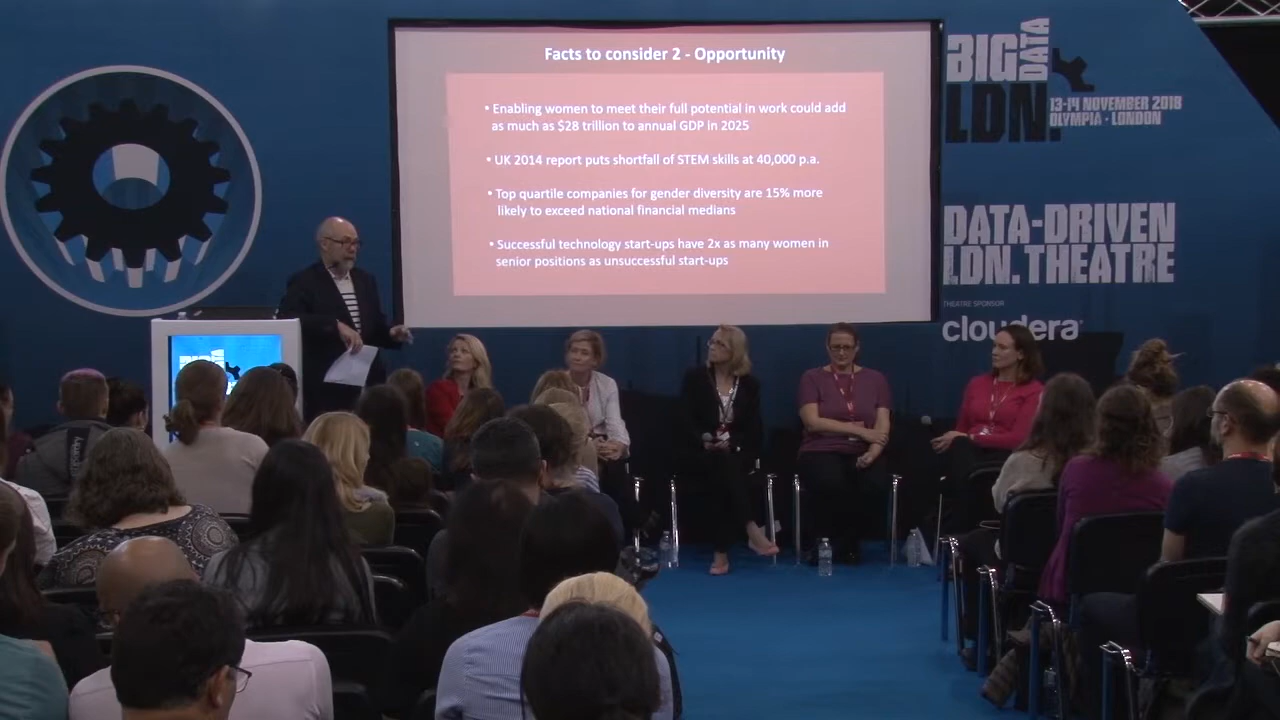 Facts to consider 2 - Opportunity
• Enabling women to meet their full potential in work could add
as much as $28 trillion to annual GDP in 2025
• UK 2014 report puts shortfall of STEM skills at 40,000 p.a.
• Top quartile companies for gender diversity are 15% more
likely to exceed national financial medians
• Successful technology start-ups have 2x as many women in
senior positions as unsuccessful start-ups
BIG DATA
LDN.
13-14 NOVEMBER 2018
OLYMPIA • LONDON
DATA-DRIVEN
LDN. THEATRE
THEATRE SPONSOR
cloudera